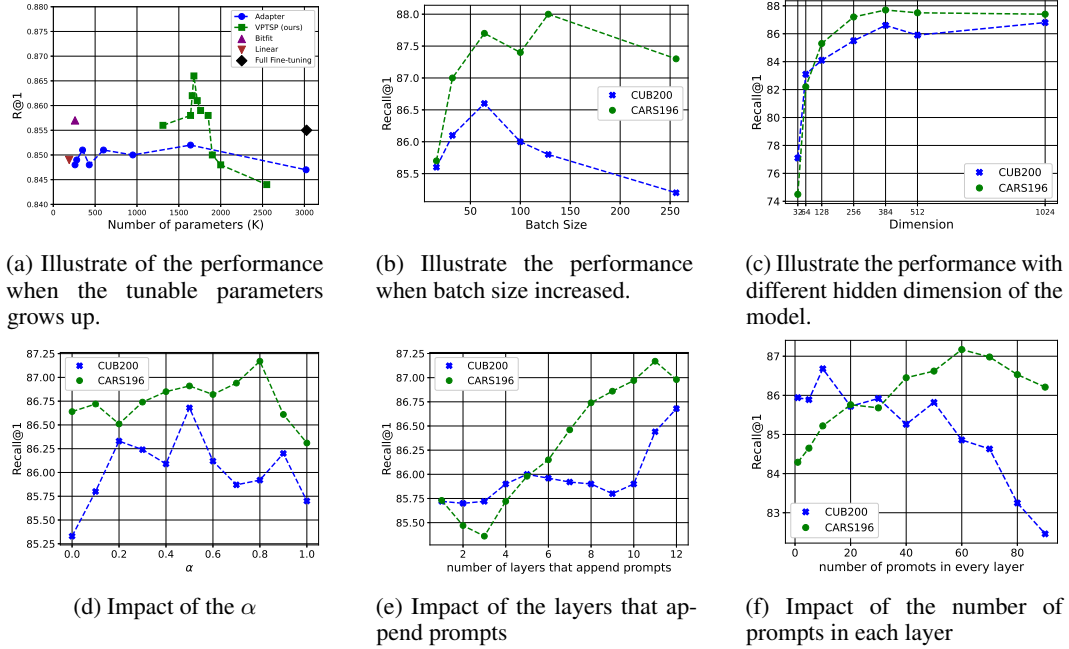 0.880
0.875
0.870
0.865
0.860
0.855
0.850
0.845
0.840
R@1
Adapter
VPTSP (ours)
Bitfit
Linear
Full Fine-tuning
0 500 1000 1500 2000 2500 3000
Number of parameters (K)
(a) Illustrate of the performance
when the tunable parameters
grows up.
88.0
87.5
87.0
86.5
86.0
85.5
Recall@1
CUB200
CARS196
50 100 150 200 250
Batch Size
(b) Illustrate the performance
when batch size increased.
88
86
84
82
80
78
76
74
Recall@1
CUB200
CARS196
32 64 128 256 384 512 1024
Dimension
(c) Illustrate the performance with
different hidden dimension of the
model.
87.25
87.00
86.75
86.50
86.25
86.00
85.75
85.50
85.25
Recall@1
CUB200
CARS196
0.0 0.2 0.4 0.6 0.8 1.0
α
(d) Impact of the α
87.25
87.00
86.75
86.50
86.25
86.00
85.75
85.50
Recall@1
CUB200
CARS196
2 4 6 8 10 12
number of layers that append prompts
(e) Impact of the layers that ap-
pend prompts
87
86
85
84
83
Recall@1
CUB200
CARS196
0 20 40 60 80
number of promots in every layer
(f) Impact of the number of
prompts in each layer